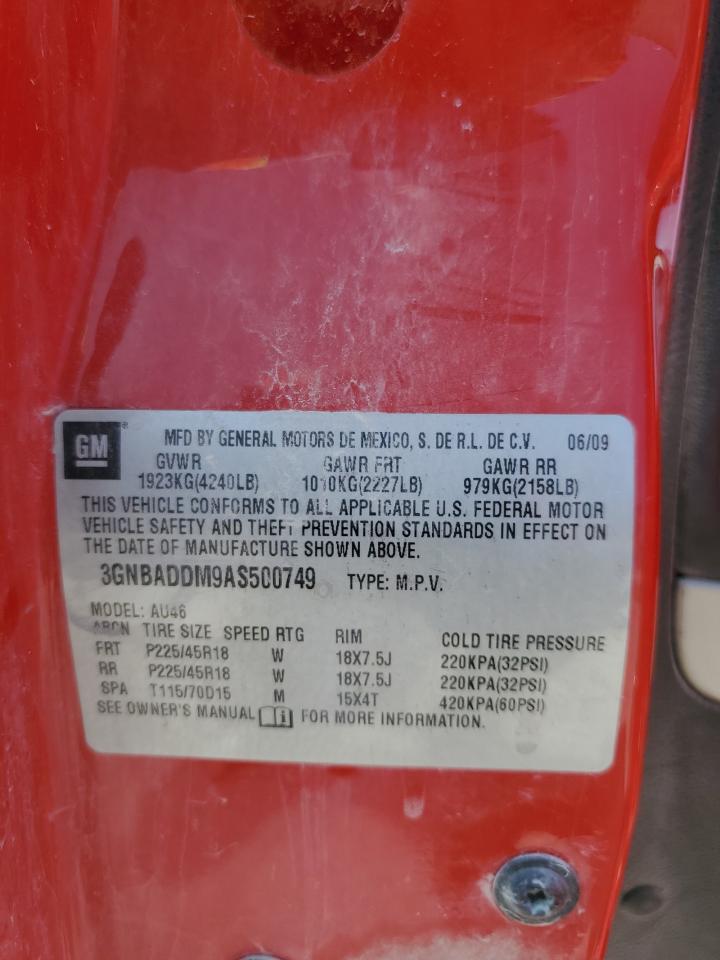 GM® MFD BY GENERAL MOTORS DE MEXICO, S. DE R.L. DE C.V. 06/09
GVWR GAWR FRT GAWR RR
1923KG(4240LB) 1010KG(2227LB) 979KG(2158LB)
THIS VEHICLE CONFORMS TO ALL APPLICABLE U.S. FEDERAL MOTOR
VEHICLE SAFETY AND THEFT PREVENTION STANDARDS IN EFFECT ON
THE DATE OF MANUFACTURE SHOWN ABOVE.
3GNBADDM9AS500749 TYPE: M.P.V.
MODEL: AU46
TIRE SIZE SPEED RTG RIM COLD TIRE PRESSURE
FRT P225/45R18 W 18X7.5J 220KPA(32PSI)
RR P225/45R18 W 18X7.5J 220KPA(32PSI)
SPA T115/70D15 M 15X4T 420KPA(60PSI)
SEE OWNER'S MANUAL i FOR MORE INFORMATION.